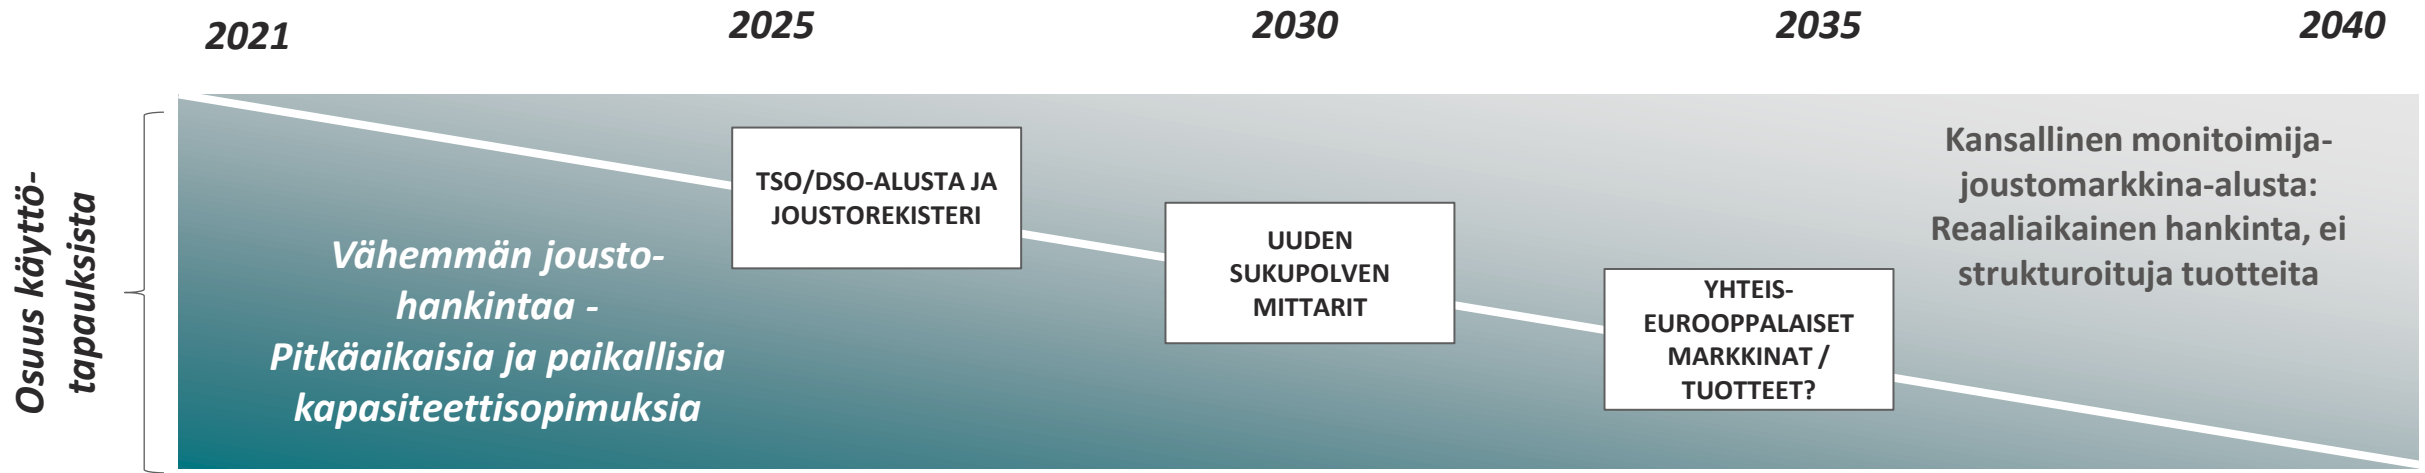 2021
2025
2030
2035
2040
Osuus käyttö-
tapauksista
Vähemmän jousto-
hankintaa -
Pitkäaikaisia ja paikallisia
kapasiteettisopimuksia
TSO/DSO-ALUSTA JA
JOUSTOREKISTERI
UUDEN
SUKUPOLVEN
MITTARIT
YHTEIS-
EUROOPPALAISET
MARKKINAT /
TUOTTEET?
Kansallinen monitoimija-
joustomarkkina-alusta:
Reaaliaikainen hankinta, ei
strukturoituja tuotteita